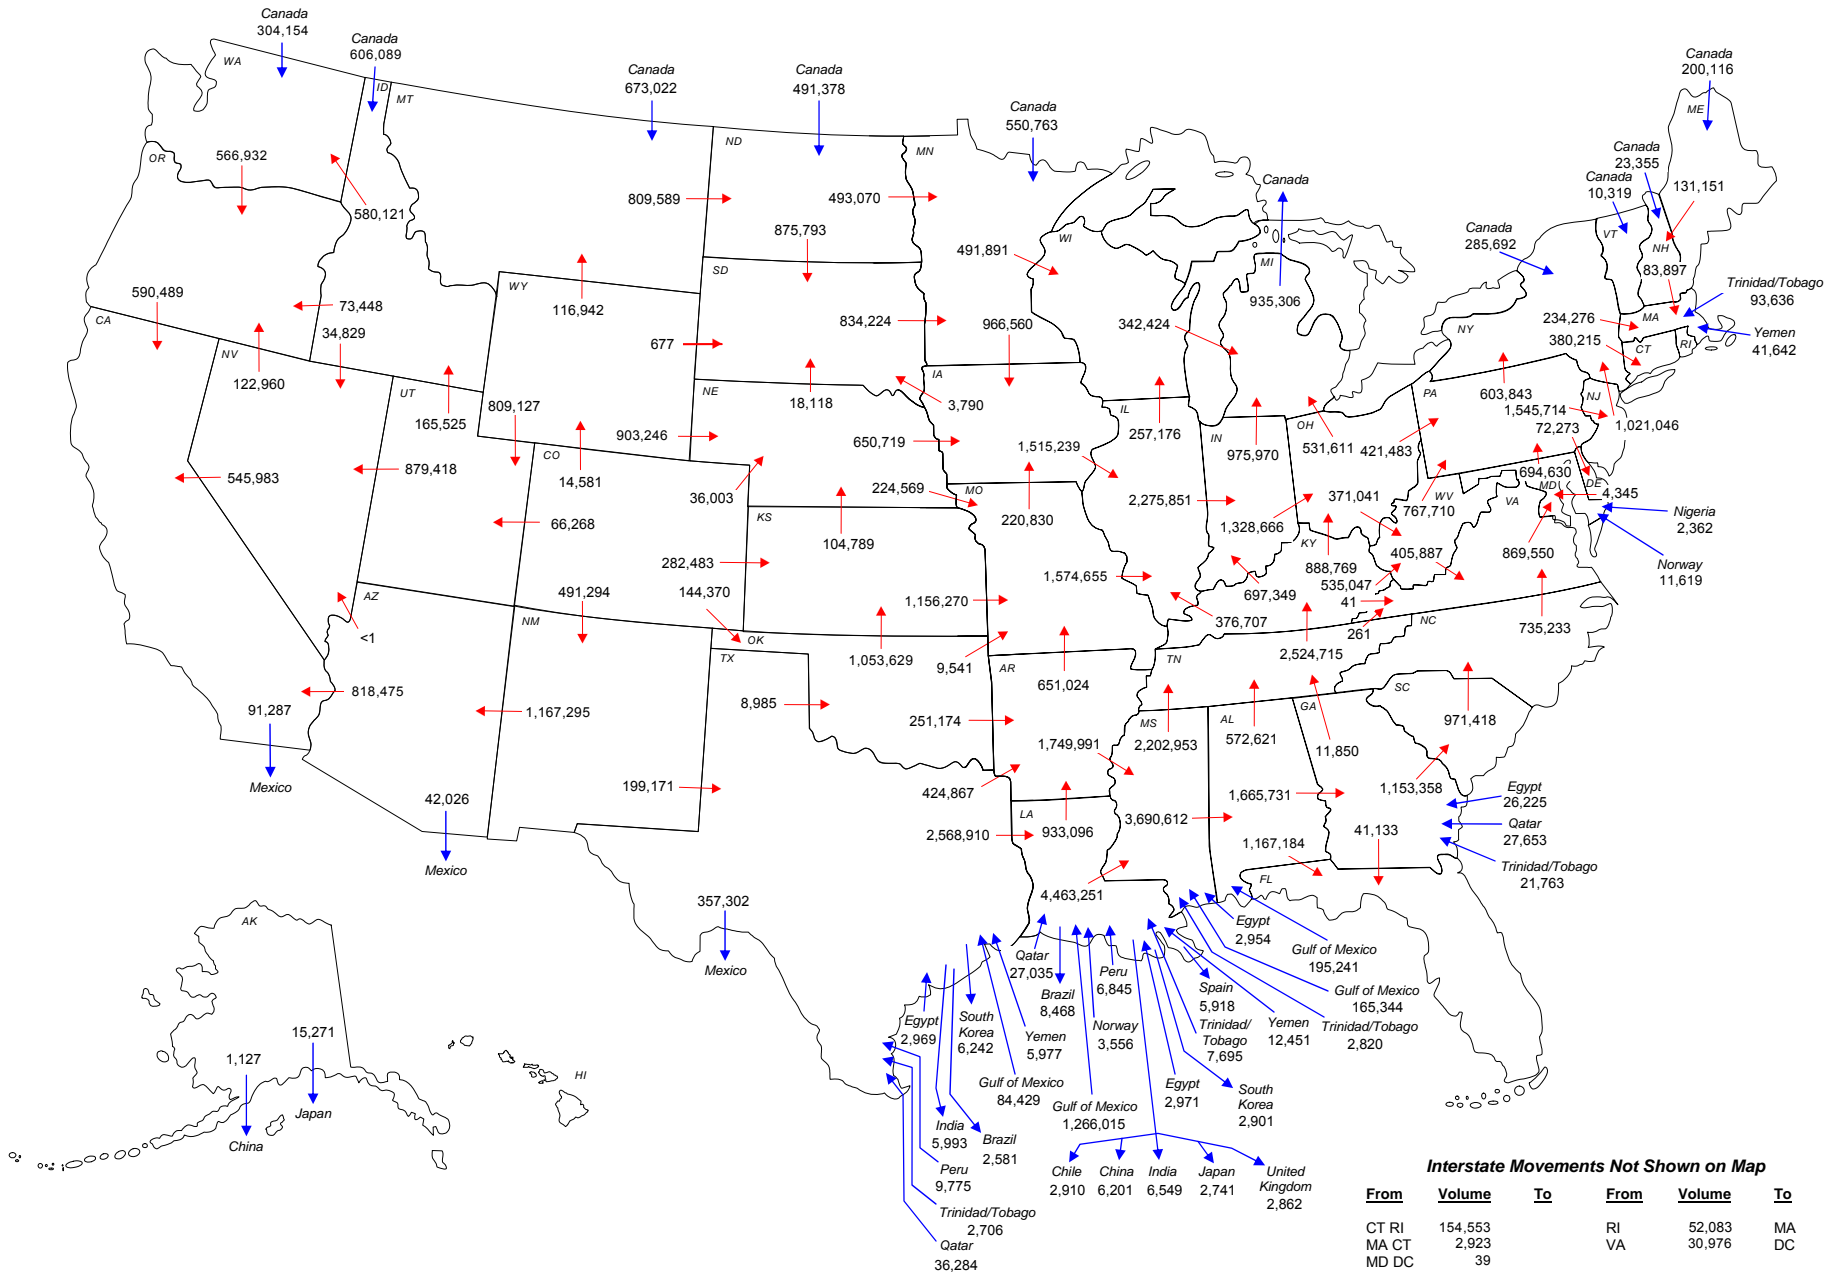 Canada
304,154
Canada
606,089
Canada
673,022
Canada
491,378
Canada
550,763
Canada
200,116
WA
ID
MT
ND
MN
ME
OR
566,932
580,121
809,589
493,070
875,793
Canada
23,355
Canada
10,319
131,151
Canada
Canada
285,692
VT
NH
83,897
WI
491,891
MI
935,306
SD
WY
590,489
73,448
34,829
116,942
834,224
966,560
342,424
Trinidad/Tobago
93,636
Yemen
41,642
CA
NV
122,960
677
NY
234,276
MA
380,215
CT
RI
UT
165,525
809,127
NE
18,118
3,790
IA
IL
257,176
PA
603,843
NJ
1,545,714
72,273
1,021,046
903,246
650,719
1,515,239
IN
975,970
OH
531,611
421,483
545,983
879,418
CO
14,581
36,003
224,569
MO
220,830
2,275,851
1,328,666
371,041
WV
767,710
694,630
MD
DE
VA
4,345
Nigeria
2,362
66,268
KS
104,789
282,483
KY
888,769
405,887
869,550
Norway
11,619
535,047
491,294
144,370
1,156,270
1,574,655
697,349
41
AZ
NM
<1
OK
TX
1,053,629
9,541
AR
651,024
376,707
TN
2,524,715
261
NC
735,233
818,475
91,287
1,167,295
8,985
251,174
1,749,991
MS
2,202,953
AL
572,621
GA
11,850
SC
971,418
Mexico
42,026
199,171
424,867
1,665,731
1,153,358
Egypt
26,225
Qatar
27,653
Trinidad/Tobago
21,763
LA
2,568,910
933,096
3,690,612
1,167,184
41,133
FL
Mexico
4,463,251
AK
357,302
Mexico
Qatar
27,035
Brazil
8,468
Peru
6,845
Spain
5,918
Egypt
2,954
Gulf of Mexico
195,241
Gulf of Mexico
165,344
Egypt
2,969
South
Korea
6,242
Yemen
5,977
Norway
3,556
Trinidad/
Tobago
7,695
Yemen
12,451
Trinidad/Tobago
2,820
15,271
1,127
Japan
China
HI
Gulf of Mexico
84,429
Gulf of Mexico
1,266,015
Egypt
2,971
South
Korea
2,901
India
5,993
Brazil
2,581
Peru
9,775
Trinidad/Tobago
2,706
Qatar
36,284
Chile
2,910
China
6,201
India
6,549
Japan
2,741
United
Kingdom
2,862
Interstate Movements Not Shown on Map
From Volume To From Volume To
CT RI 154,553 RI 52,083 MA
MA CT 2,923 VA 30,976 DC
MD DC 39